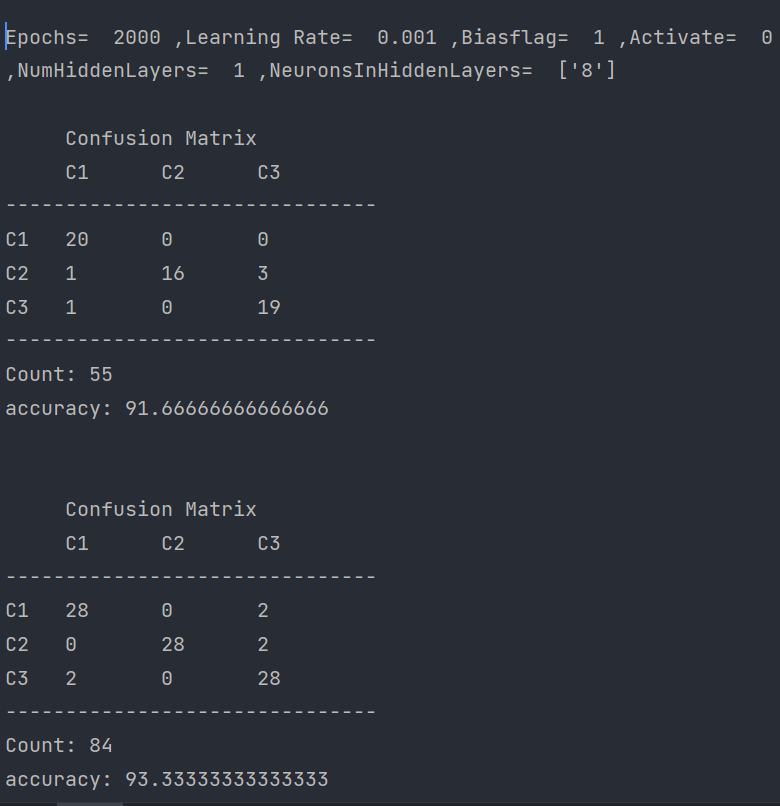 Epochs=  2000 ,Learning Rate=  0.001 ,Biasflag=  1 ,Activate=  0
,NumHiddenLayers=  1 ,NeuronsInHiddenLayers=  ['8']
Confusion Matrix
C1      C2      C3
-------------------------------
C1   20      0       0
C2   1       16      3
C3   1       0       19
-------------------------------
Count: 55
accuracy: 91.66666666666666
Confusion Matrix
C1      C2      C3
-------------------------------
C1   28      0       2
C2   0       28      2
C3   2       0       28
-------------------------------
Count: 84
accuracy: 93.33333333333333